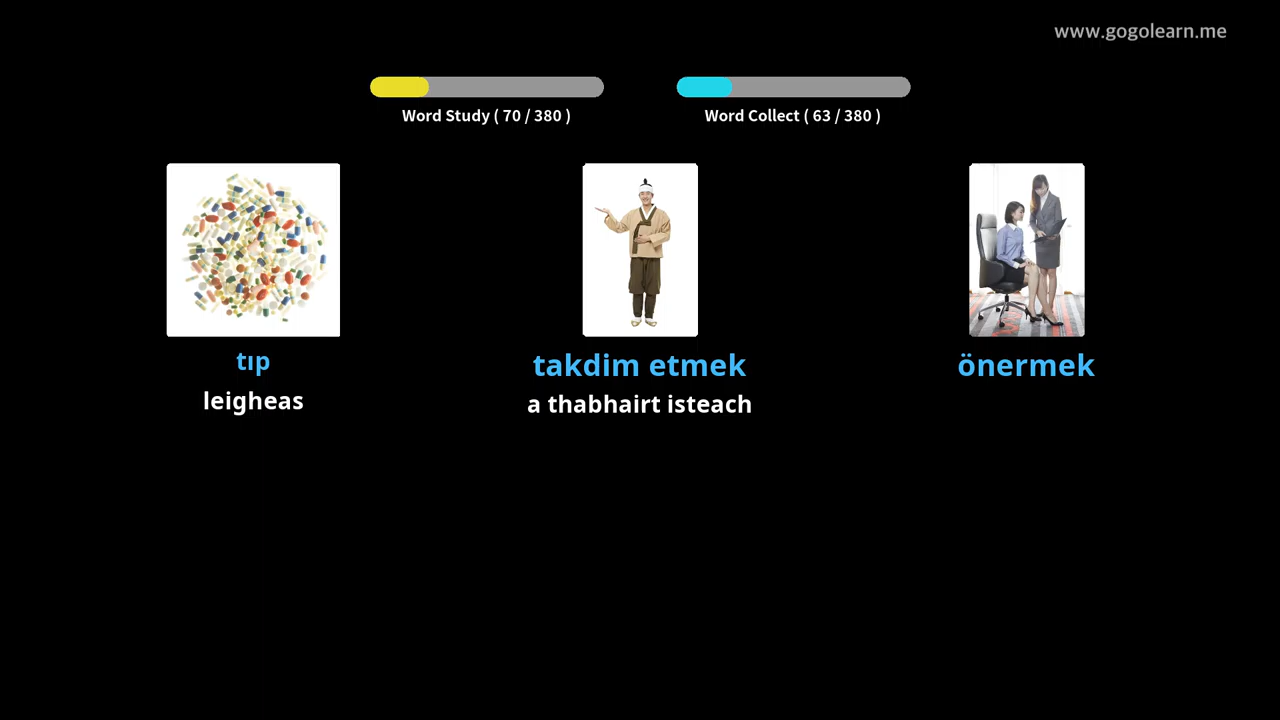 www.gogolearn.me
Word Study ( 70 / 380 )
Word Collect ( 63 / 380 )
tıp
leigheas
takdim etmek
a thabhairt isteach
önermek